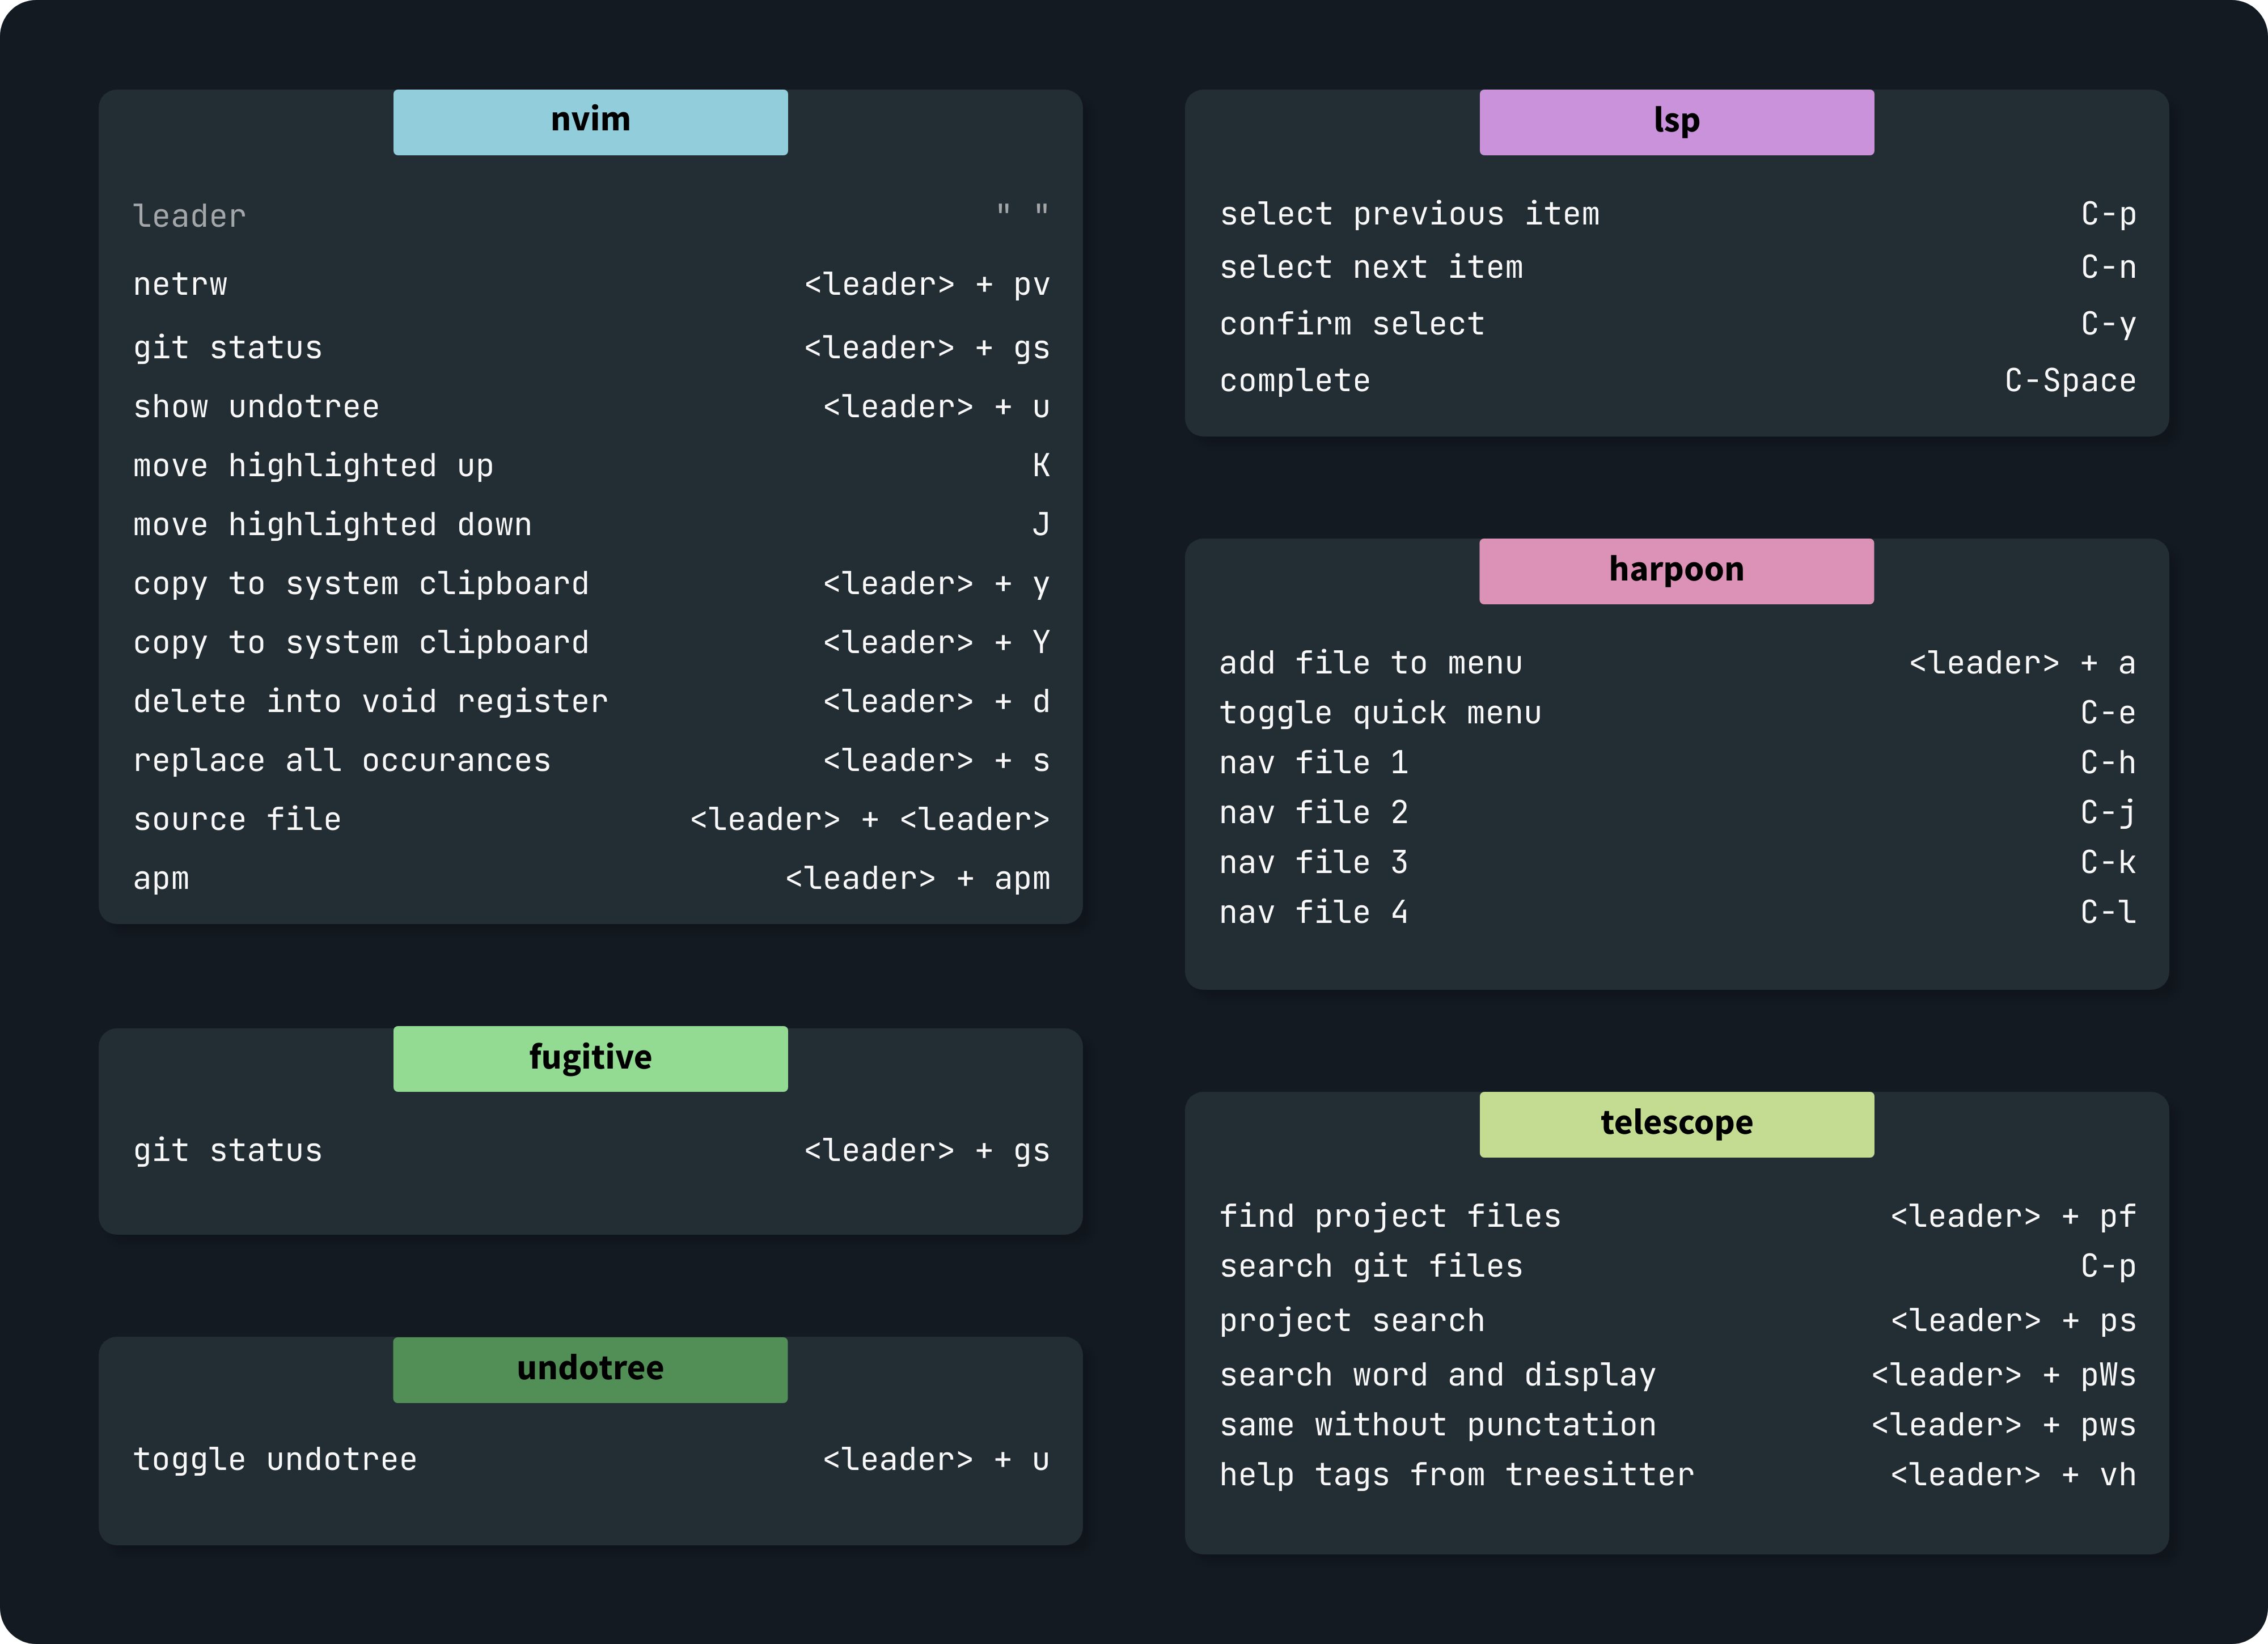 nvim
leader " "
netrw <leader> + pv
git status <leader> + gs
show undotree <leader> + u
move highlighted up K
move highlighted down J
copy to system clipboard <leader> + y
copy to system clipboard <leader> + Y
delete into void register <leader> + d
replace all occurances <leader> + s
source file <leader> + <leader>
apm <leader> + apm
fugitive
git status <leader> + gs
undotree
toggle undotree <leader> + u
lsp
select previous item C-p
select next item C-n
confirm select C-y
complete C-Space
harpoon
add file to menu <leader> + a
toggle quick menu C-e
nav file 1 C-h
nav file 2 C-j
nav file 3 C-k
nav file 4 C-l
telescope
find project files <leader> + pf
search git files C-p
project search <leader> + ps
search word and display <leader> + pWs
same without punctation <leader> + pws
help tags from treesitter <leader> + vh